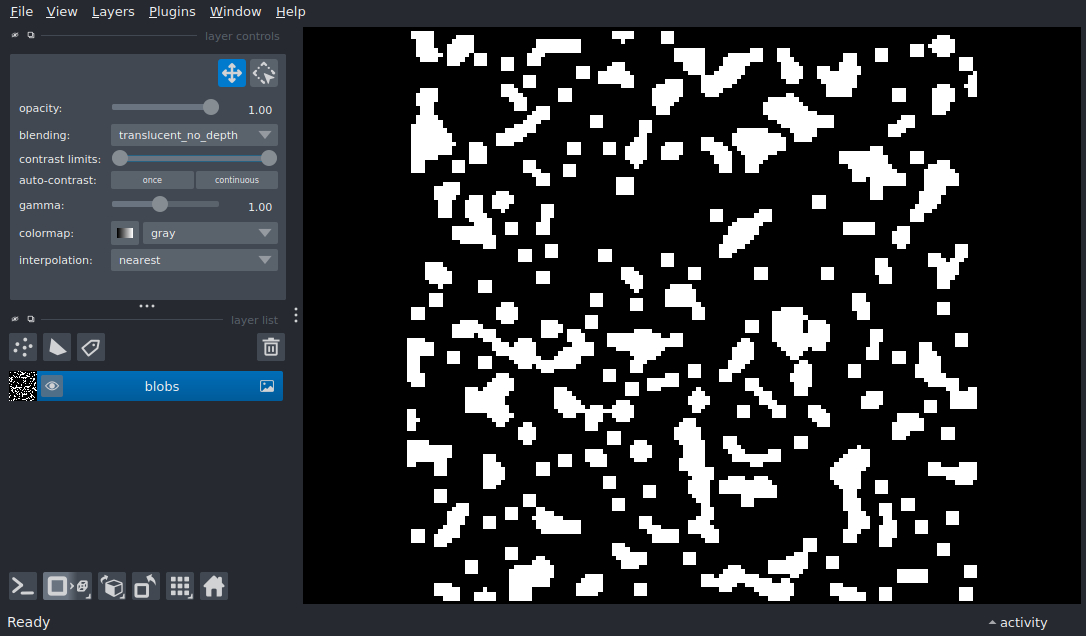 File View Layers Plugins Window Help
layer controls
opacity: 1.00
blending: translucent_no_depth
contrast limits:
auto-contrast: once continuous
gamma: 1.00
colormap: gray
interpolation: nearest
layer list
blobs
Ready activity